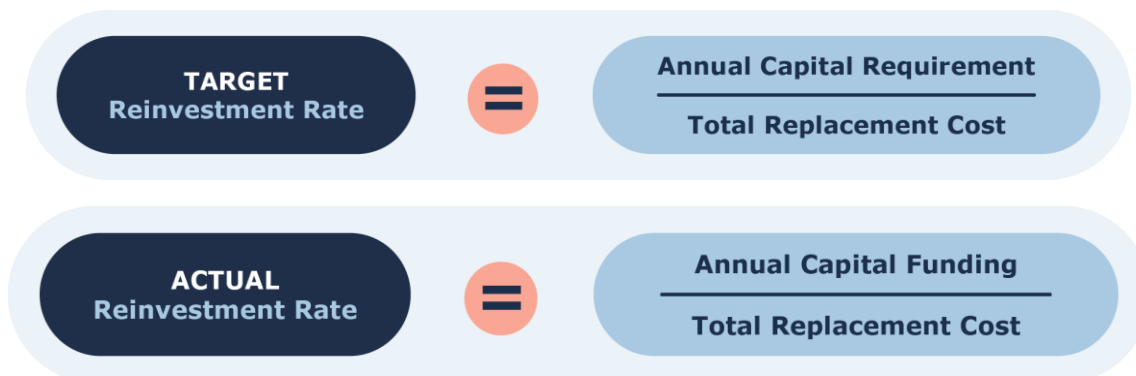 TARGET
Reinvestment Rate
=
Annual Capital Requirement
Total Replacement Cost
ACTUAL
Reinvestment Rate
=
Annual Capital Funding
Total Replacement Cost